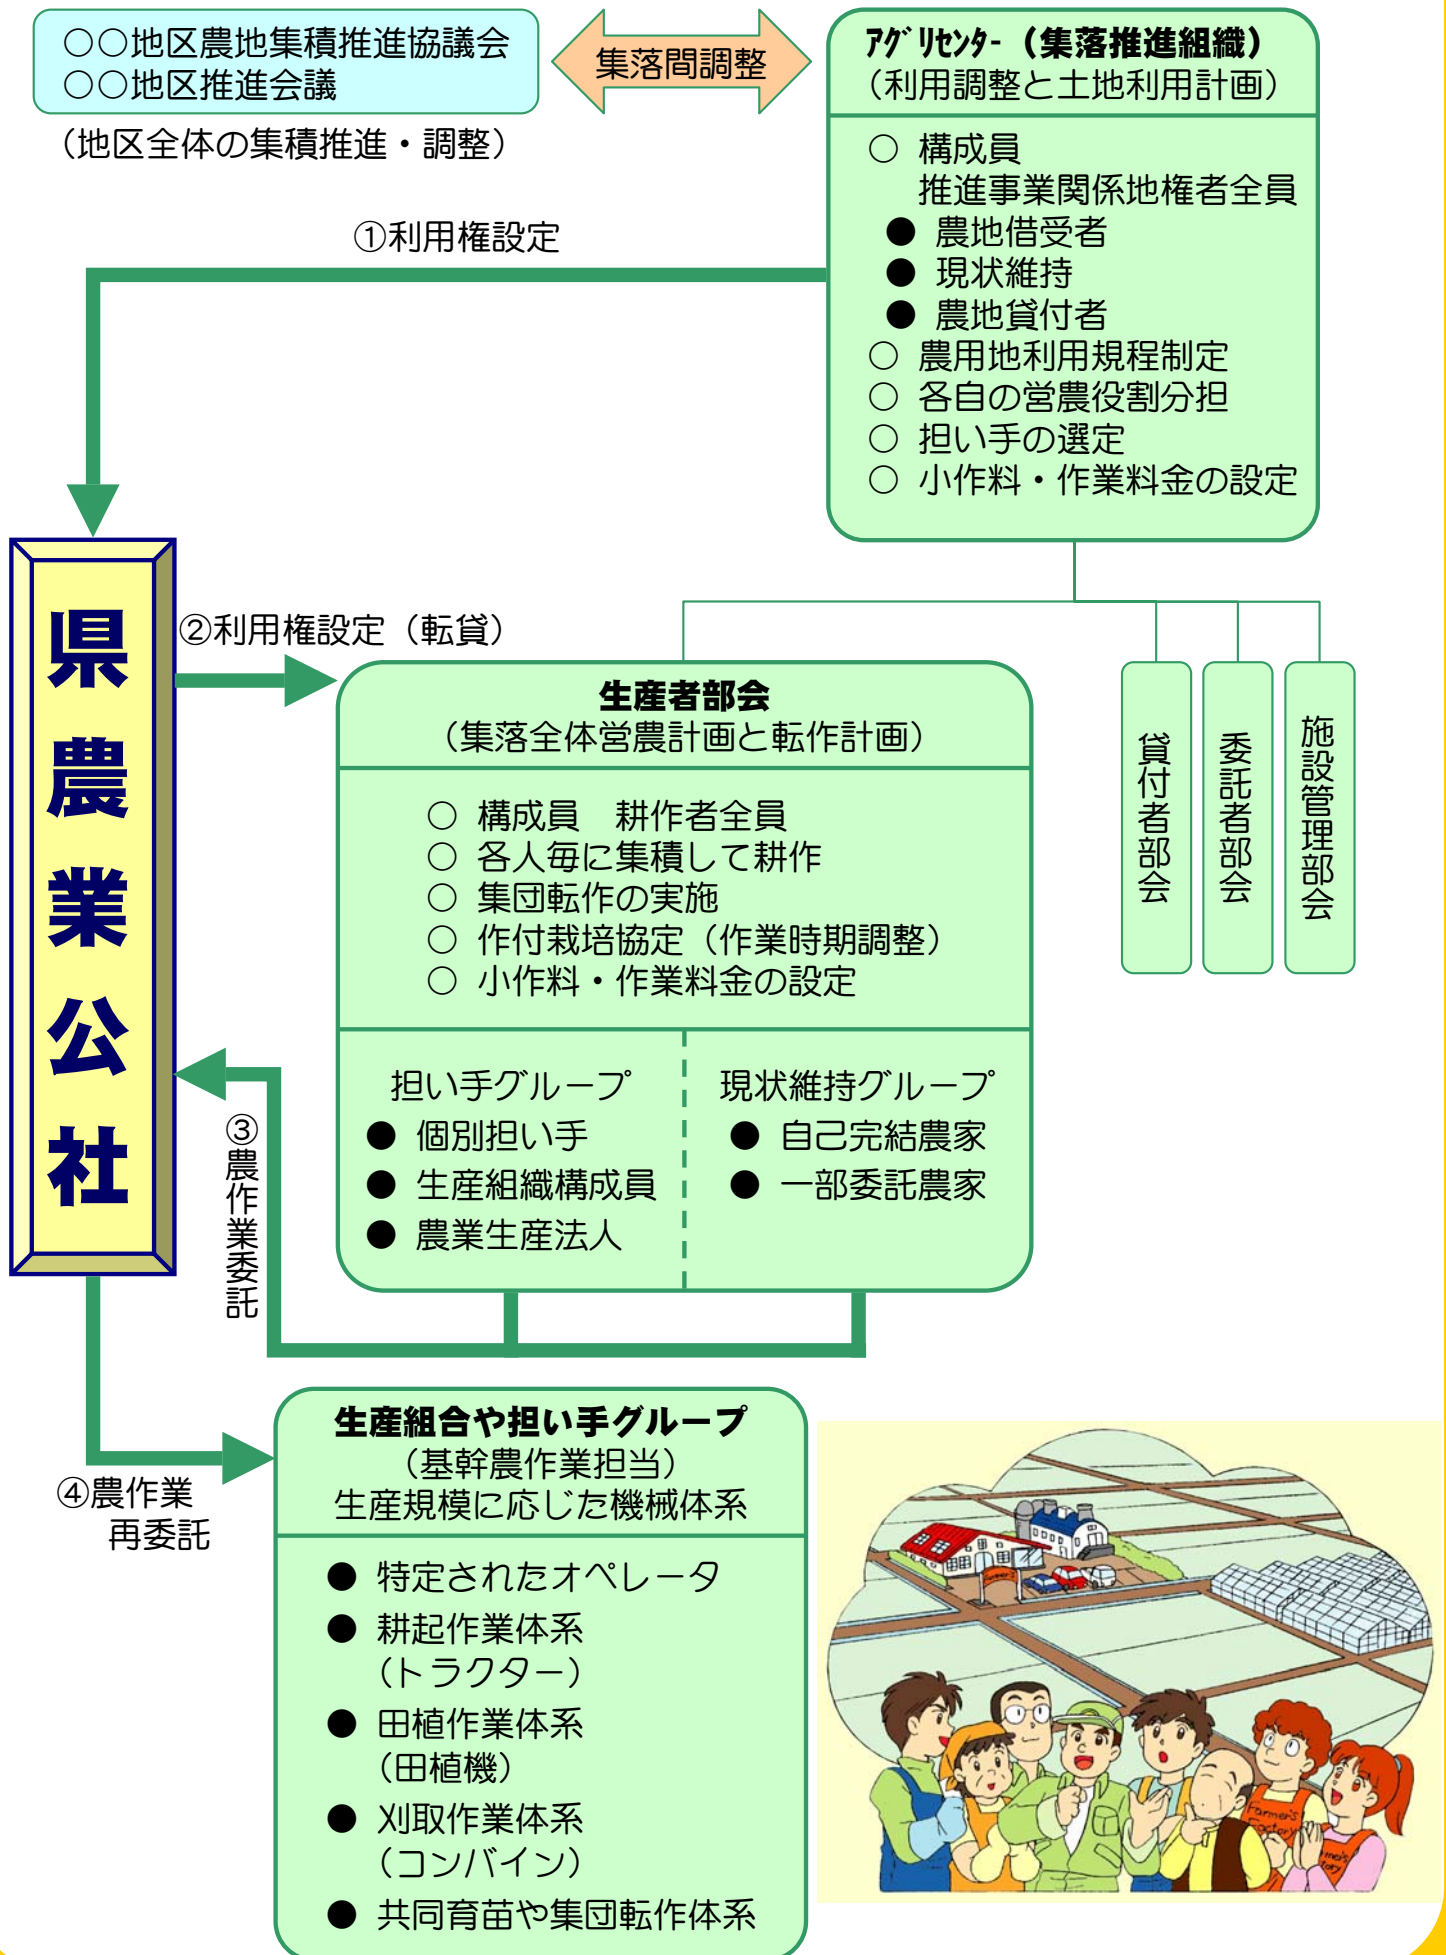 ○○地区農地集積推進協議会
○○地区推進会議
（地区全体の集積推進・調整）
集落間調整
ｱｸﾞﾘｾﾝﾀｰ（集落推進組織）
（利用調整と土地利用計画）
○ 構成員
推進事業関係地権者全員
● 農地借受者
● 現状維持
● 農地貸付者
○ 農用地利用規程制定
○ 各自の営農役割分担
○ 担い手の選定
○ 小作料・作業料金の設定
①利用権設定
県農業公社
②利用権設定（転貸）
生産者部会
（集落全体営農計画と転作計画）
○ 構成員　耕作者全員
○ 各人毎に集積して耕作
○ 集団転作の実施
○ 作付栽培協定（作業時期調整）
○ 小作料・作業料金の設定
担い手グループ
● 個別担い手
● 生産組織構成員
● 農業生産法人
現状維持グループ
● 自己完結農家
● 一部委託農家
貸付者部会
委託者部会
施設管理部会
③農作業委託
④農作業
再委託
生産組合や担い手グループ
（基幹農作業担当）
生産規模に応じた機械体系
● 特定されたオペレータ
● 耕起作業体系
（トラクター）
● 田植作業体系
（田植機）
● 刈取作業体系
（コンバイン）
● 共同育苗や集団転作体系
Farmer's
Farmer's
Factory